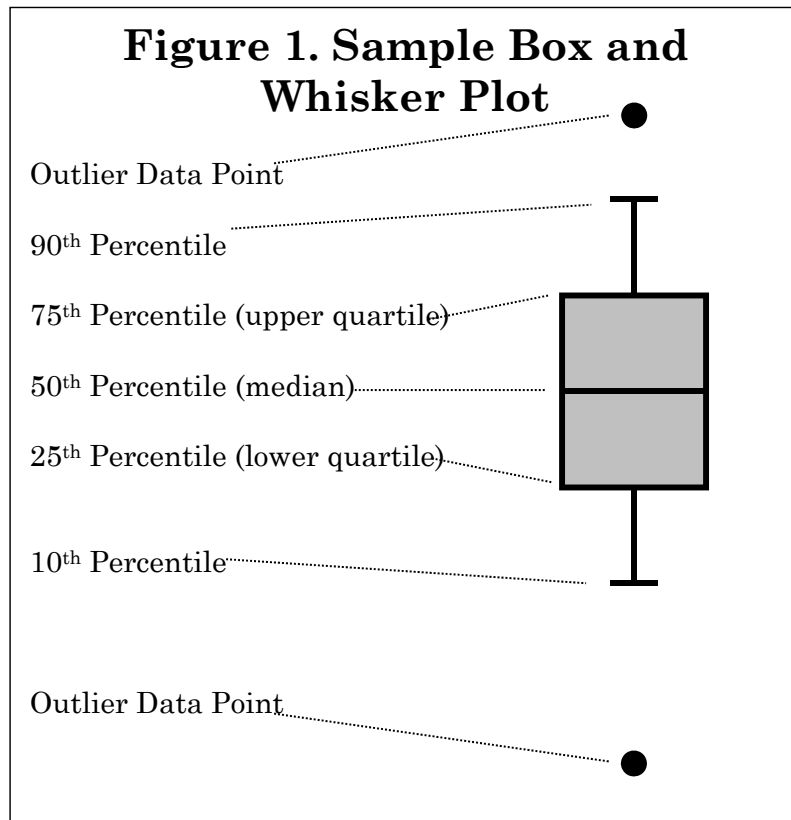 Figure 1. Sample Box and
Whisker Plot
Outlier Data Point
90th Percentile
75th Percentile (upper quartile)
50th Percentile (median)
25th Percentile (lower quartile)
10th Percentile
Outlier Data Point